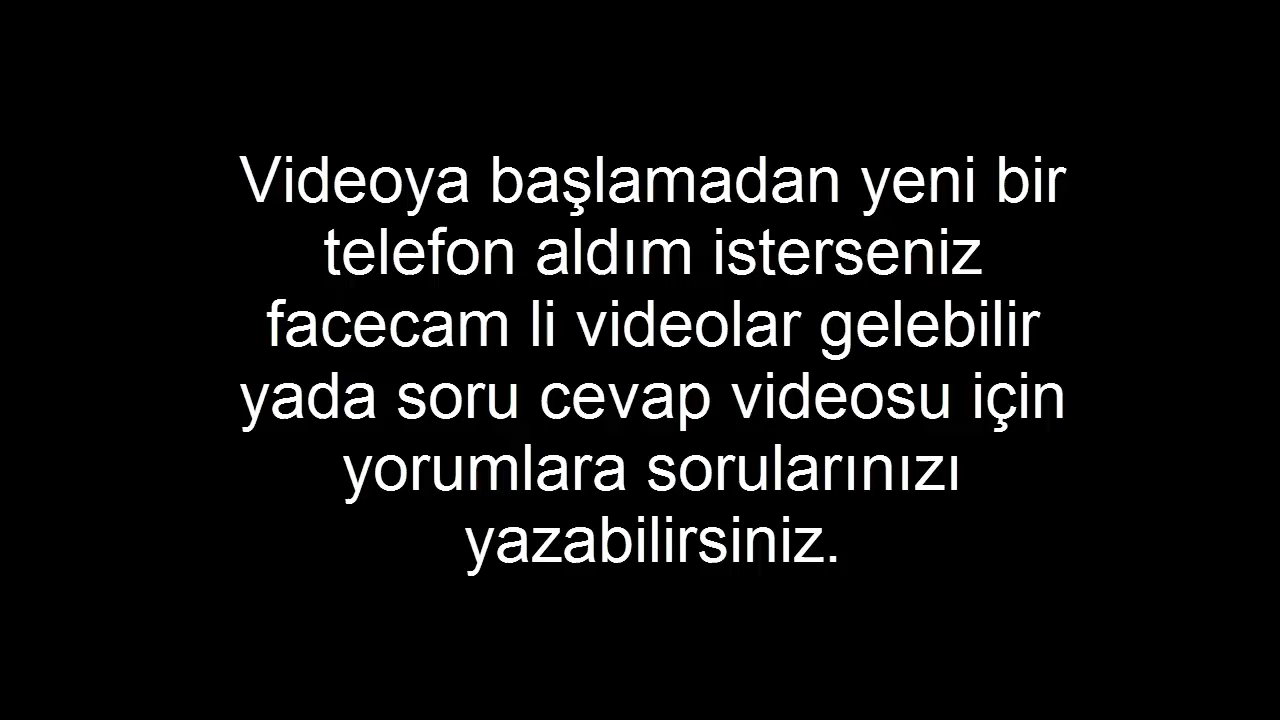 Videoya başlamadan yeni bir
telefon aldım isterseniz
facecam li videolar gelebilir
yada soru cevap videosu için
yorumlara sorularınızı
yazabilirsiniz.